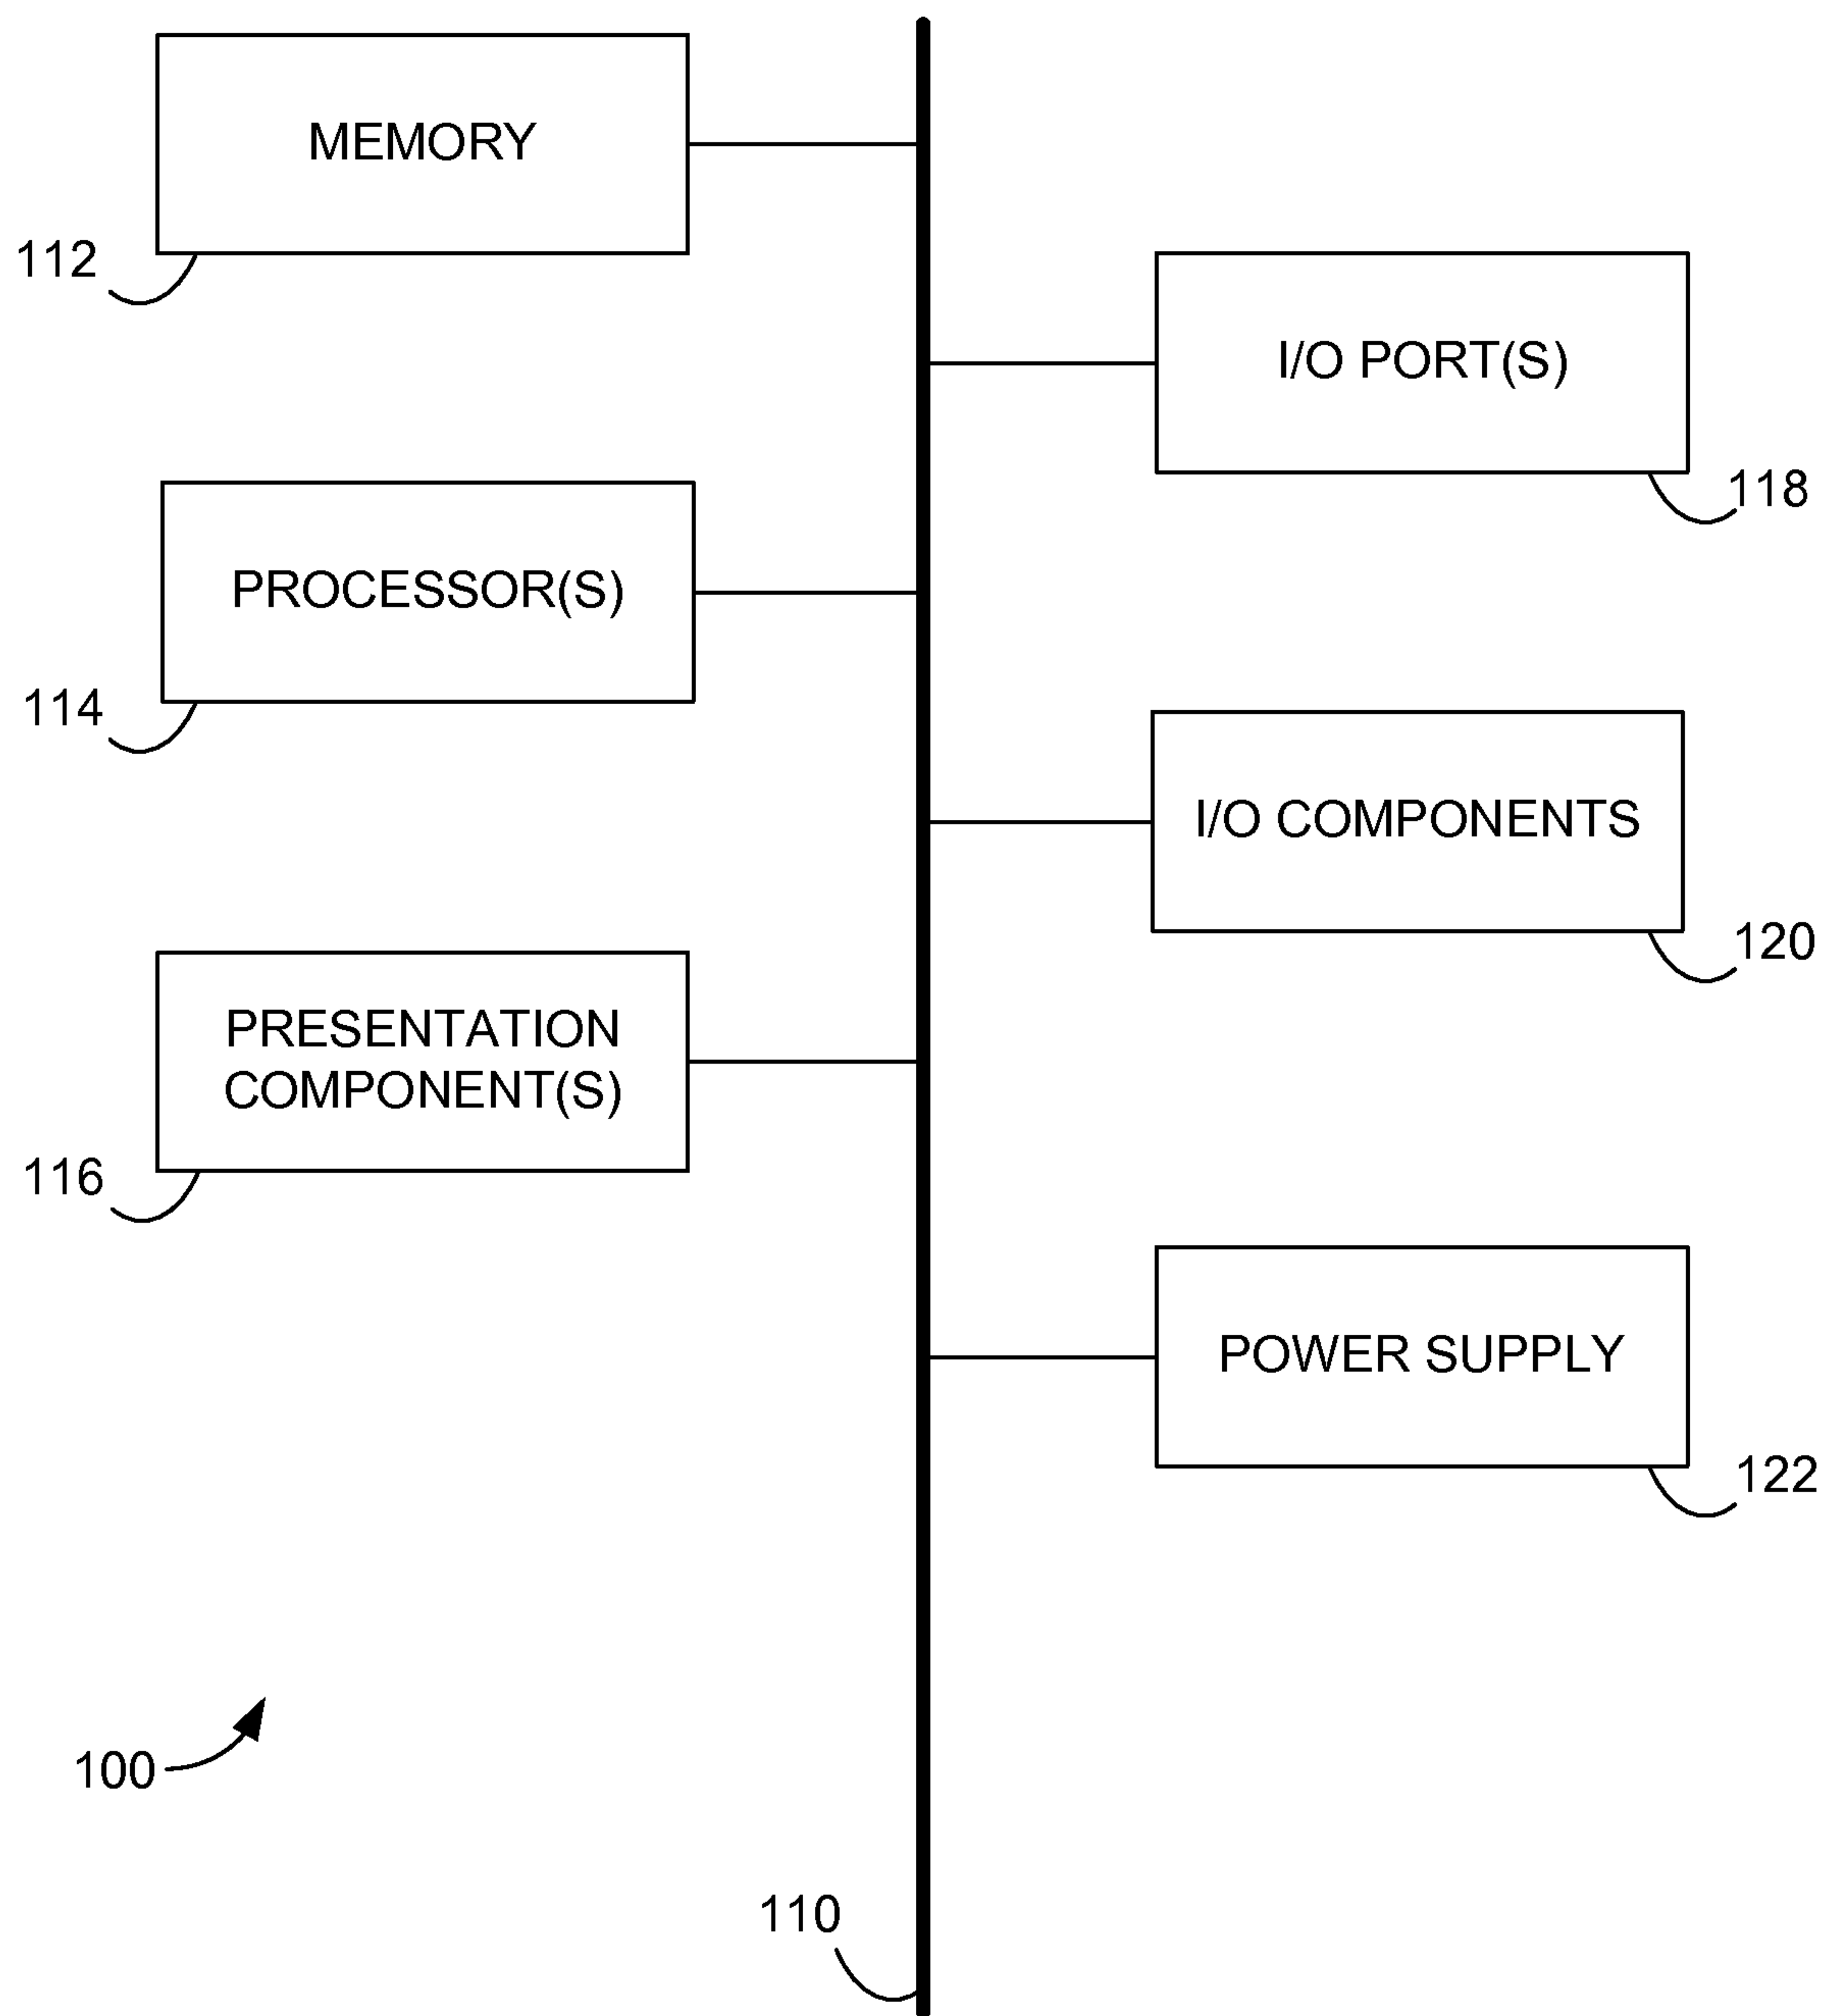 MEMORY
112
I/O PORT(S)
118
PROCESSOR(S)
114
I/O COMPONENTS
120
PRESENTATION
COMPONENT(S)
116
POWER SUPPLY
122
100
110